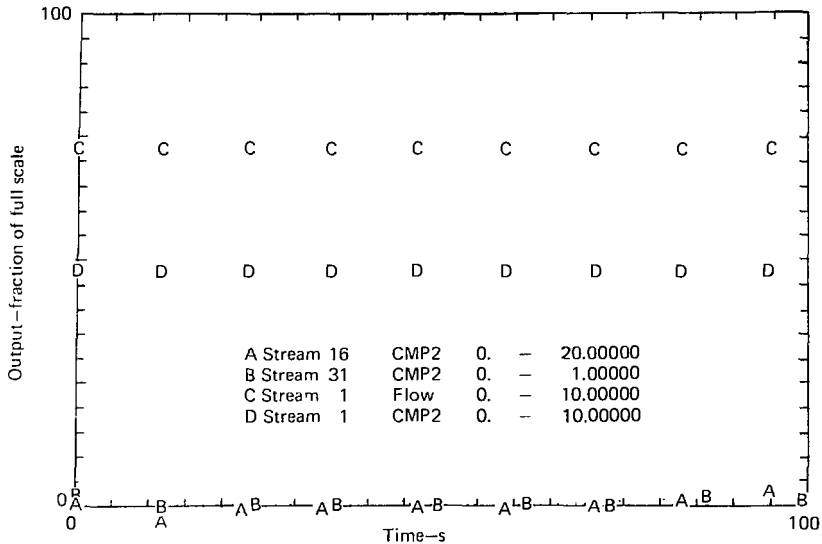 100
Output–fraction of full scale
C C C C C C C C C
D D D D D D D D D
A Stream 16 CMP2 0. – 20.00000
B Stream 31 CMP2 0. – 1.00000
C Stream 1 Flow 0. – 10.00000
D Stream 1 CMP2 0. – 10.00000
0 B A B A A B A B A B A B A B A B A B
0 100
Time–s